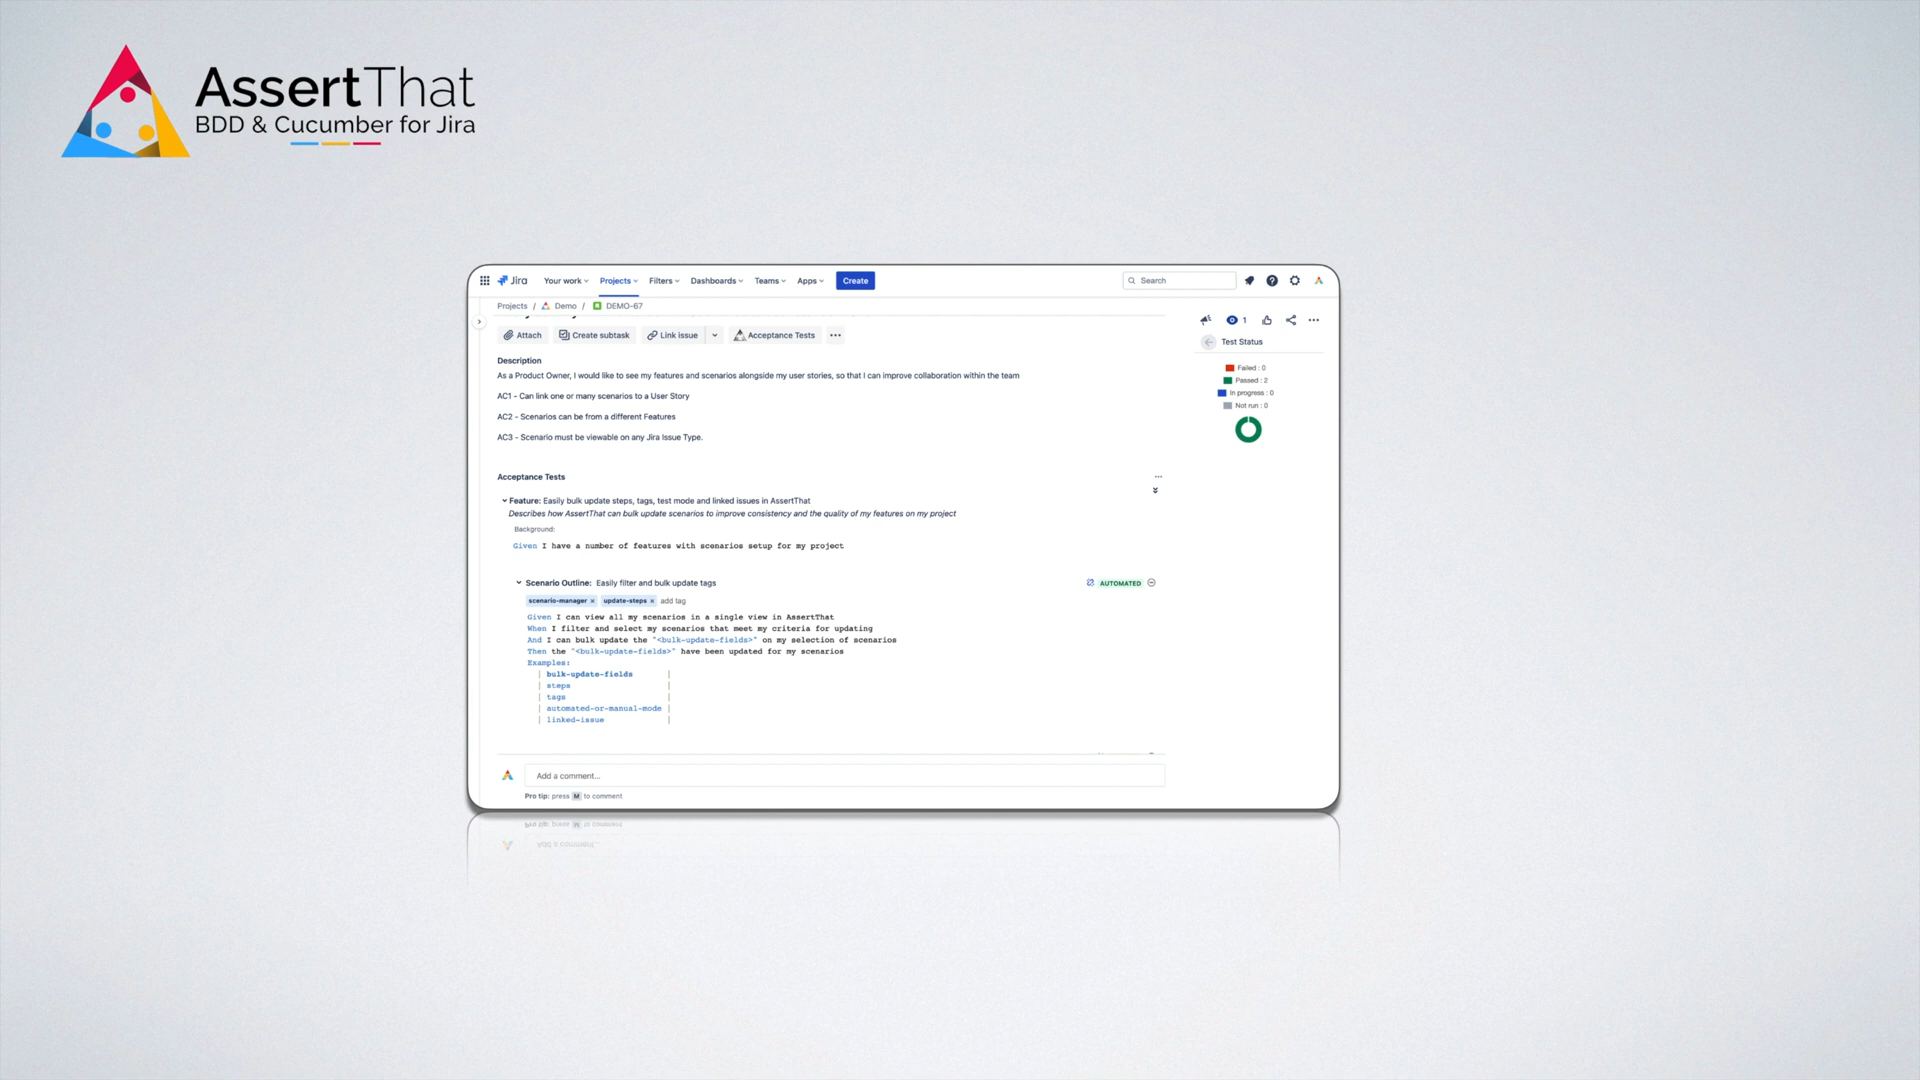 AssertThat
BDD & Cucumber for Jira
Jira Your work Projects Filters Dashboards Teams Apps Create Search
Projects / Demo / DEMO-67
1
Attach Create subtask Link issue Acceptance Tests
Test Status
Description
As a Product Owner, I would like to see my features and scenarios alongside my user stories, so that I can improve collaboration within the team
AC1 - Can link one or many scenarios to a User Story
AC2 - Scenarios can be from a different Features
AC3 - Scenario must be viewable on any Jira Issue Type.
Failed : 0
Passed : 2
In progress : 0
Not run : 0
Acceptance Tests
Feature: Easily bulk update steps, tags, test mode and linked issues in AssertThat
Describes how AssertThat can bulk update scenarios to improve consistency and the quality of my features on my project
Background:
Given I have a number of features with scenarios setup for my project
Scenario Outline: Easily filter and bulk update tags AUTOMATED
scenario-manager × update-steps × add tag
Given I can view all my scenarios in a single view in AssertThat
When I filter and select my scenarios that meet my criteria for updating
And I can bulk update the "<bulk-update-fields>" on my selection of scenarios
Then the "<bulk-update-fields>" have been updated for my scenarios
Examples:
| bulk-update-fields |
| steps |
| tags |
| automated-or-manual-mode |
| linked-issue |
Add a comment...
Pro tip: press M to comment